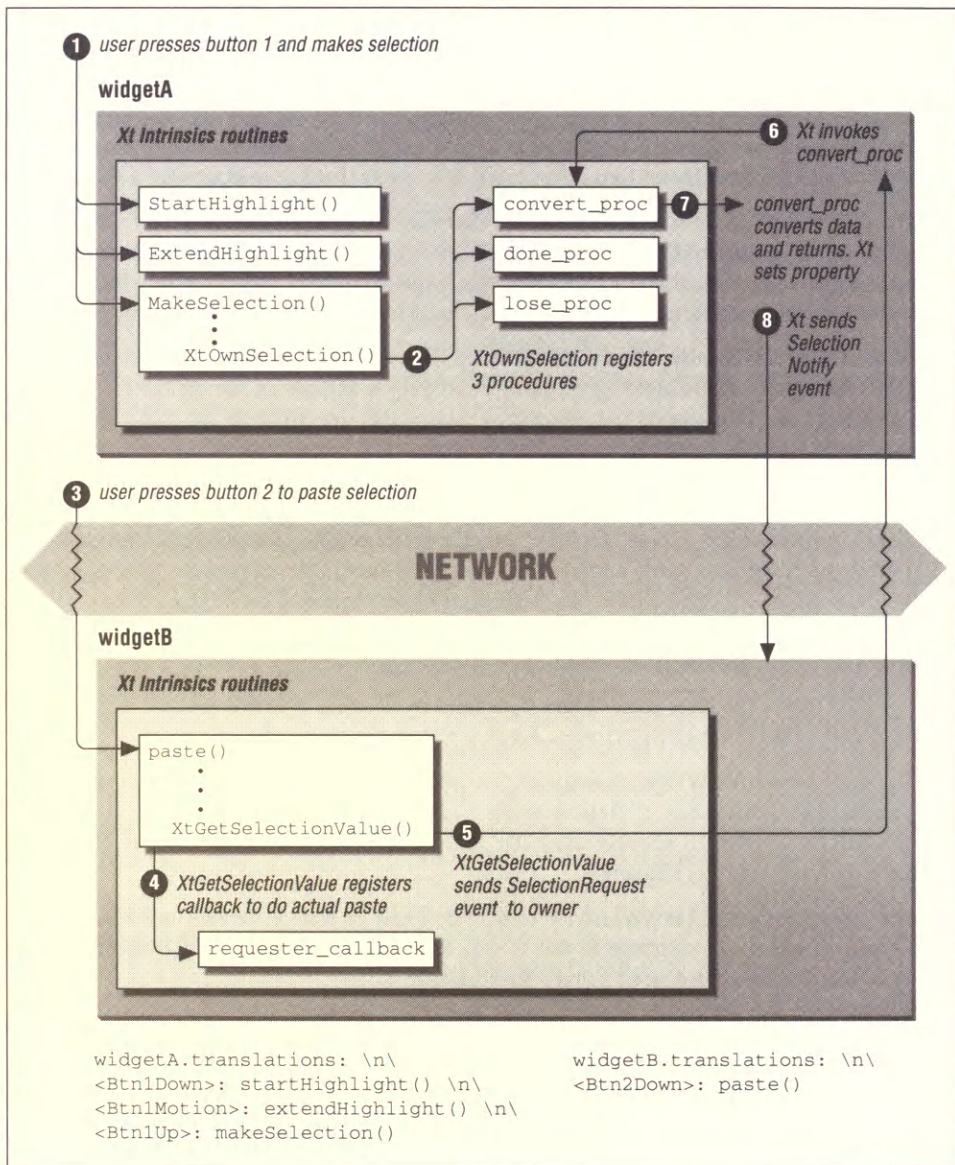 1 user presses button 1 and makes selection
widgetA
Xt Intrinsics routines
StartHighlight()
ExtendHighlight()
MakeSelection()
XtOwnSelection()
2
convert_proc
done_proc
lose_proc
XtOwnSelection registers
3 procedures
6 Xt invokes
convert_proc
7 convert_proc
converts data
and returns. Xt
sets property
8 Xt sends
Selection
Notify
event
3 user presses button 2 to paste selection
NETWORK
widgetB
Xt Intrinsics routines
paste()
XtGetSelectionValue()
5
XtGetSelectionValue
sends SelectionRequest
event to owner
4 XtGetSelectionValue registers
callback to do actual paste
requester_callback
widgetA.translations: \n\
<Btn1Down>: startHighlight() \n\
<Btn1Motion>: extendHighlight() \n\
<Btn1Up>: makeSelection()
widgetB.translations: \n\
<Btn2Down>: paste()